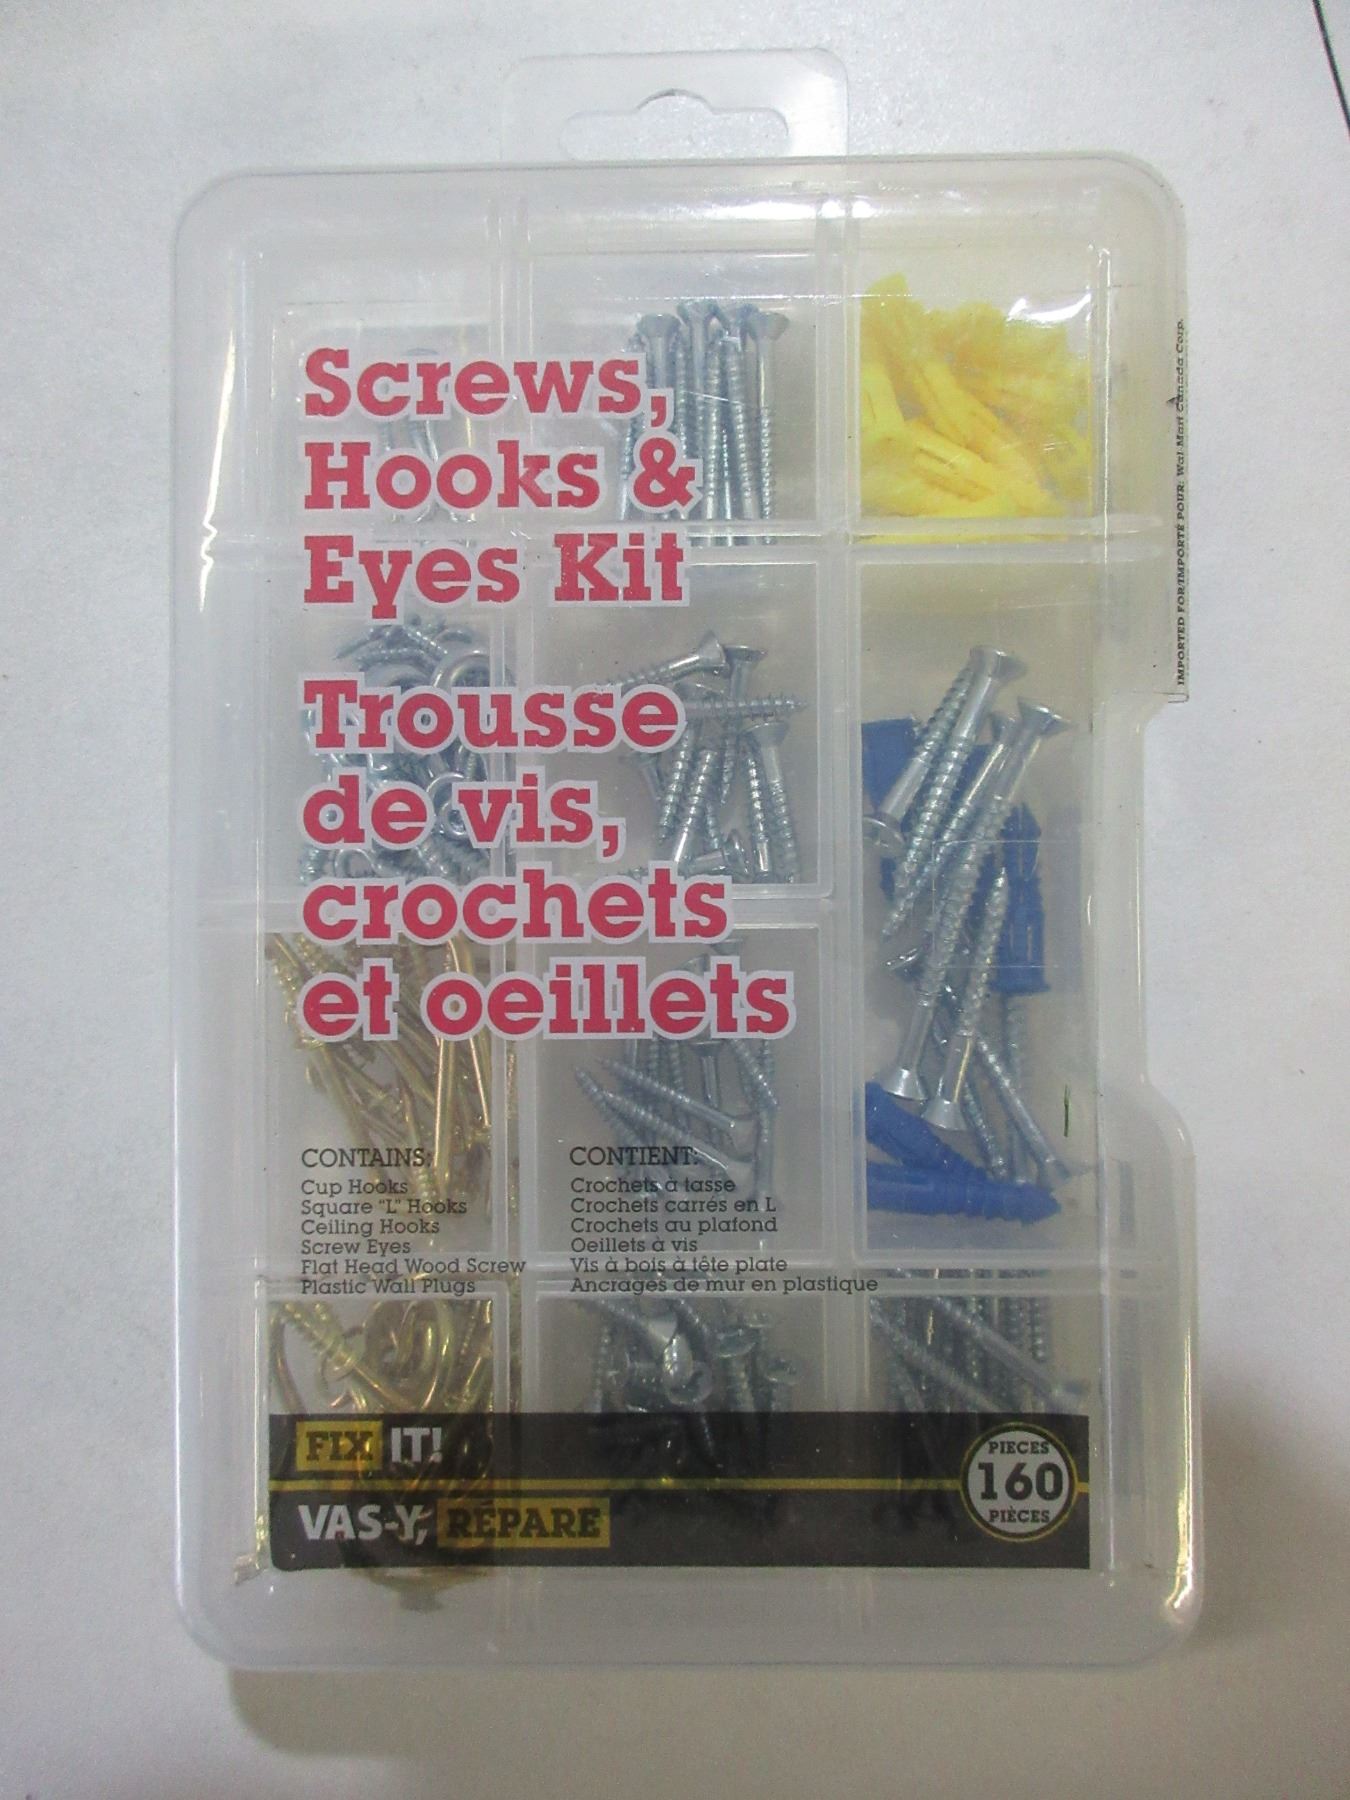 Screws,
Hooks &
Eyes Kit
Trousse
de vis,
crochets
et oeillets
CONTAINS:
Cup Hooks
Square "L" Hooks
Ceiling Hooks
Screw Eyes
Flat Head Wood Screw
Plastic Wall Plugs
CONTIENT:
Crochets à tasse
Crochets carrés en L
Crochets au plafond
Oeillets à vis
Vis à bois à tête plate
Ancrages de mur en plastique
FIX IT!
VAS-Y, RÉPARE
PIECES
160
PIÈCES
IMPORTED FOR/IMPORTÉ POUR: Wal Mart Canada Corp.